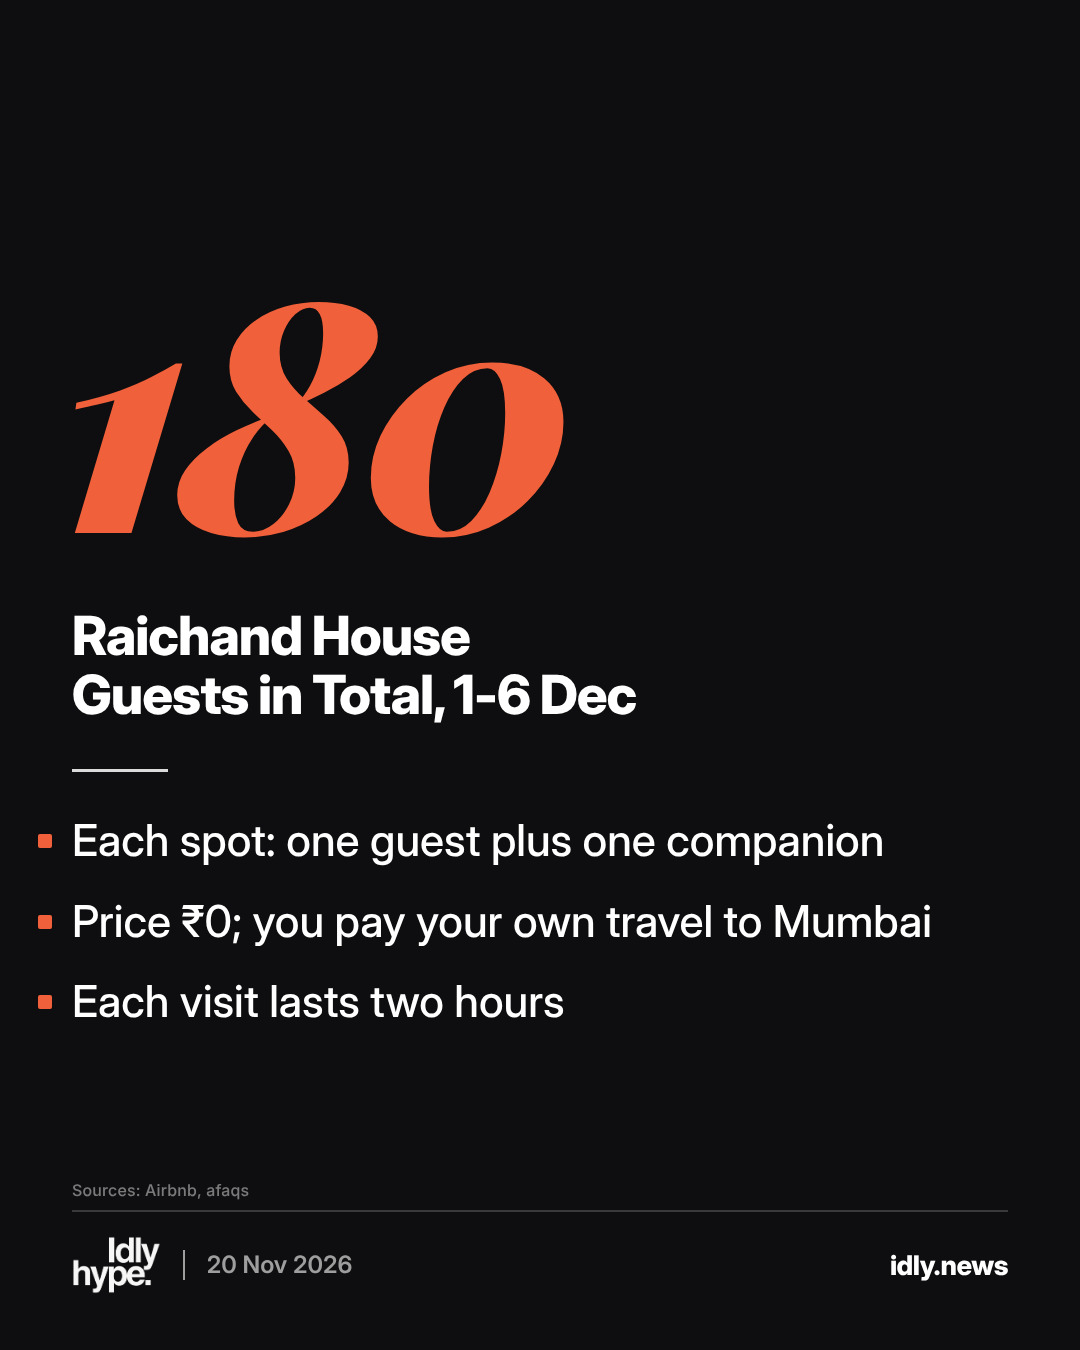 180
Raichand House
Guests in Total, 1-6 Dec
Each spot: one guest plus one companion
Price ₹0; you pay your own travel to Mumbai
Each visit lasts two hours
Sources: Airbnb, afaqs
Idly
hype.
20 Nov 2026
idly.news